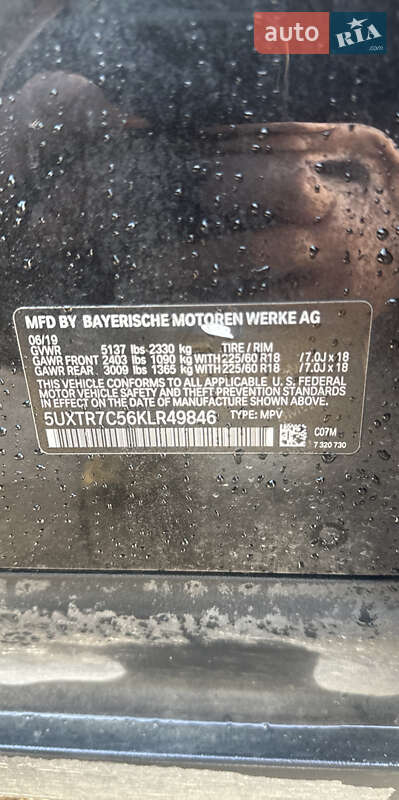 auto RIA .com
MFD BY BAYERISCHE MOTOREN WERKE AG
06/19
GVWR 5137 lbs 2330 kg TIRE / RIM
GAWR FRONT 2403 lbs 1090 kg WITH 225/60 R18 /7.0J x 18
GAWR REAR 3009 lbs 1365 kg WITH 225/60 R18 /7.0J x 18
THIS VEHICLE CONFORMS TO ALL APPLICABLE U. S. FEDERAL
MOTOR VEHICLE SAFETY AND THEFT PREVENTION STANDARDS
IN EFFECT ON THE DATE OF MANUFACTURE SHOWN ABOVE.
5UXTR7C56KLR49846 TYPE: MPV
C07M
7 320 730